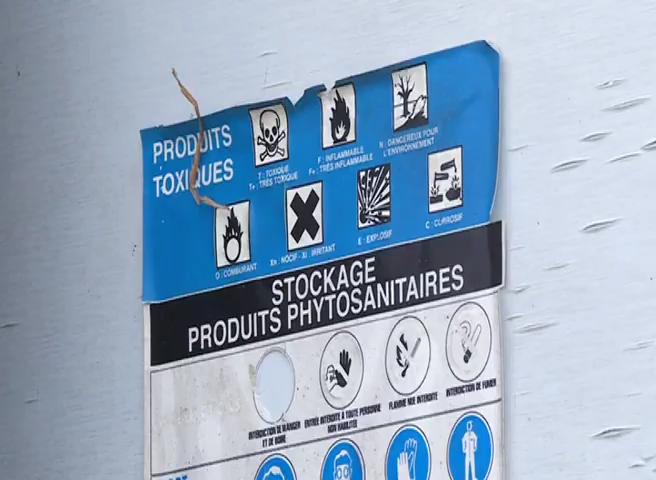 PRODUITS
TOXIQUES
T : TOXIQUE
T+ : TRÈS TOXIQUE
F : INFLAMMABLE
F+ : TRÈS INFLAMMABLE
N : DANGEREUX POUR
L'ENVIRONNEMENT
O : COMBURANT
Xn : NOCIF - Xi : IRRITANT
E : EXPLOSIF
C : CORROSIF
STOCKAGE
PRODUITS PHYTOSANITAIRES
INTERDICTION DE MANGER
ET DE BOIRE
ENTRÉE INTERDITE À TOUTE PERSONNE
NON HABILITÉE
FLAMME NUE INTERDITE
INTERDICTION DE FUMER